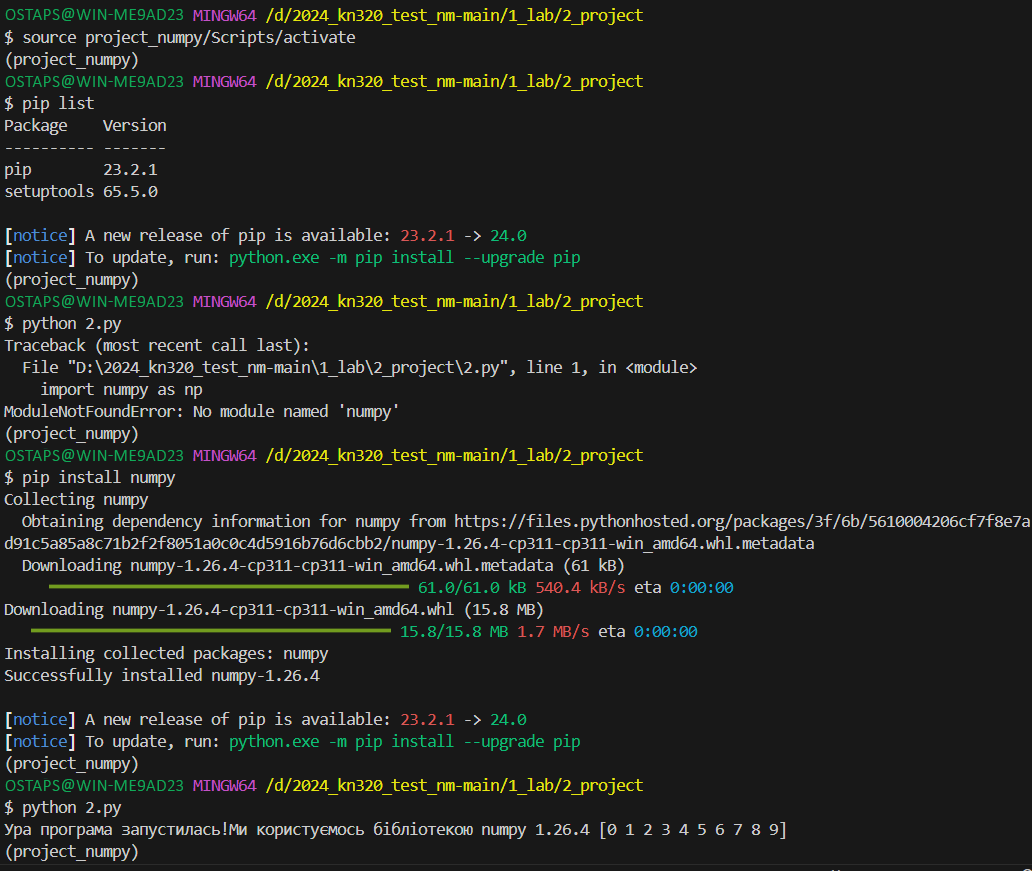 OSTAPS@WIN-ME9AD23 MINGW64 /d/2024_kn320_test_nm-main/1_lab/2_project
$ source project_numpy/Scripts/activate
(project_numpy)
OSTAPS@WIN-ME9AD23 MINGW64 /d/2024_kn320_test_nm-main/1_lab/2_project
$ pip list
Package    Version
---------- -------
pip        23.2.1
setuptools 65.5.0

[notice] A new release of pip is available: 23.2.1 -> 24.0
[notice] To update, run: python.exe -m pip install --upgrade pip
(project_numpy)
OSTAPS@WIN-ME9AD23 MINGW64 /d/2024_kn320_test_nm-main/1_lab/2_project
$ python 2.py
Traceback (most recent call last):
  File "D:\2024_kn320_test_nm-main\1_lab\2_project\2.py", line 1, in <module>
    import numpy as np
ModuleNotFoundError: No module named 'numpy'
(project_numpy)
OSTAPS@WIN-ME9AD23 MINGW64 /d/2024_kn320_test_nm-main/1_lab/2_project
$ pip install numpy
Collecting numpy
  Obtaining dependency information for numpy from https://files.pythonhosted.org/packages/3f/6b/5610004206cf7f8e7a
d91c5a85a8c71b2f2f8051a0c0c4d5916b76d6cbb2/numpy-1.26.4-cp311-cp311-win_amd64.whl.metadata
  Downloading numpy-1.26.4-cp311-cp311-win_amd64.whl.metadata (61 kB)
61.0/61.0 kB 540.4 kB/s eta 0:00:00
Downloading numpy-1.26.4-cp311-cp311-win_amd64.whl (15.8 MB)
15.8/15.8 MB 1.7 MB/s eta 0:00:00
Installing collected packages: numpy
Successfully installed numpy-1.26.4

[notice] A new release of pip is available: 23.2.1 -> 24.0
[notice] To update, run: python.exe -m pip install --upgrade pip
(project_numpy)
OSTAPS@WIN-ME9AD23 MINGW64 /d/2024_kn320_test_nm-main/1_lab/2_project
$ python 2.py
Ура програма запустилась!Ми користуємось бібліотекою numpy 1.26.4 [0 1 2 3 4 5 6 7 8 9]
(project_numpy)